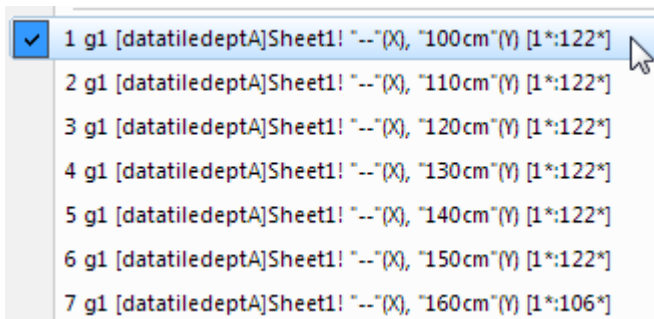 1 g1 [datatiledeptA]Sheet1! "--"(X), "100cm"(Y) [1*:122*]
2 g1 [datatiledeptA]Sheet1! "--"(X), "110cm"(Y) [1*:122*]
3 g1 [datatiledeptA]Sheet1! "--"(X), "120cm"(Y) [1*:122*]
4 g1 [datatiledeptA]Sheet1! "--"(X), "130cm"(Y) [1*:122*]
5 g1 [datatiledeptA]Sheet1! "--"(X), "140cm"(Y) [1*:122*]
6 g1 [datatiledeptA]Sheet1! "--"(X), "150cm"(Y) [1*:122*]
7 g1 [datatiledeptA]Sheet1! "--"(X), "160cm"(Y) [1*:106*]